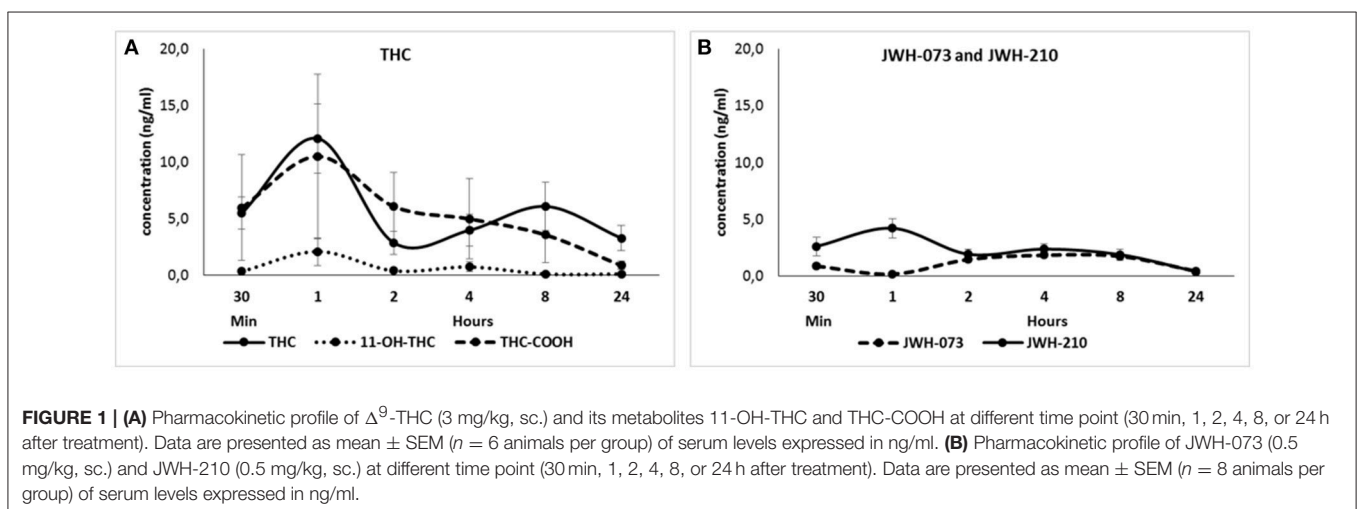 A
THC
20,0
15,0
10,0
5,0
0,0
concentration (ng/ml)
30 1 2 4 8 24
Min Hours
THC 11-OH-THC THC-COOH
B
JWH-073 and JWH-210
20,0
15,0
10,0
5,0
0,0
concentration (ng/ml)
30 1 2 4 8 24
Min Hours
JWH-073 JWH-210
FIGURE 1 | (A) Pharmacokinetic profile of Δ9-THC (3 mg/kg, sc.) and its metabolites 11-OH-THC and THC-COOH at different time point (30 min, 1, 2, 4, 8, or 24 h
after treatment). Data are presented as mean ± SEM (n = 6 animals per group) of serum levels expressed in ng/ml. (B) Pharmacokinetic profile of JWH-073 (0.5
mg/kg, sc.) and JWH-210 (0.5 mg/kg, sc.) at different time point (30 min, 1, 2, 4, 8, or 24 h after treatment). Data are presented as mean ± SEM (n = 8 animals per
group) of serum levels expressed in ng/ml.